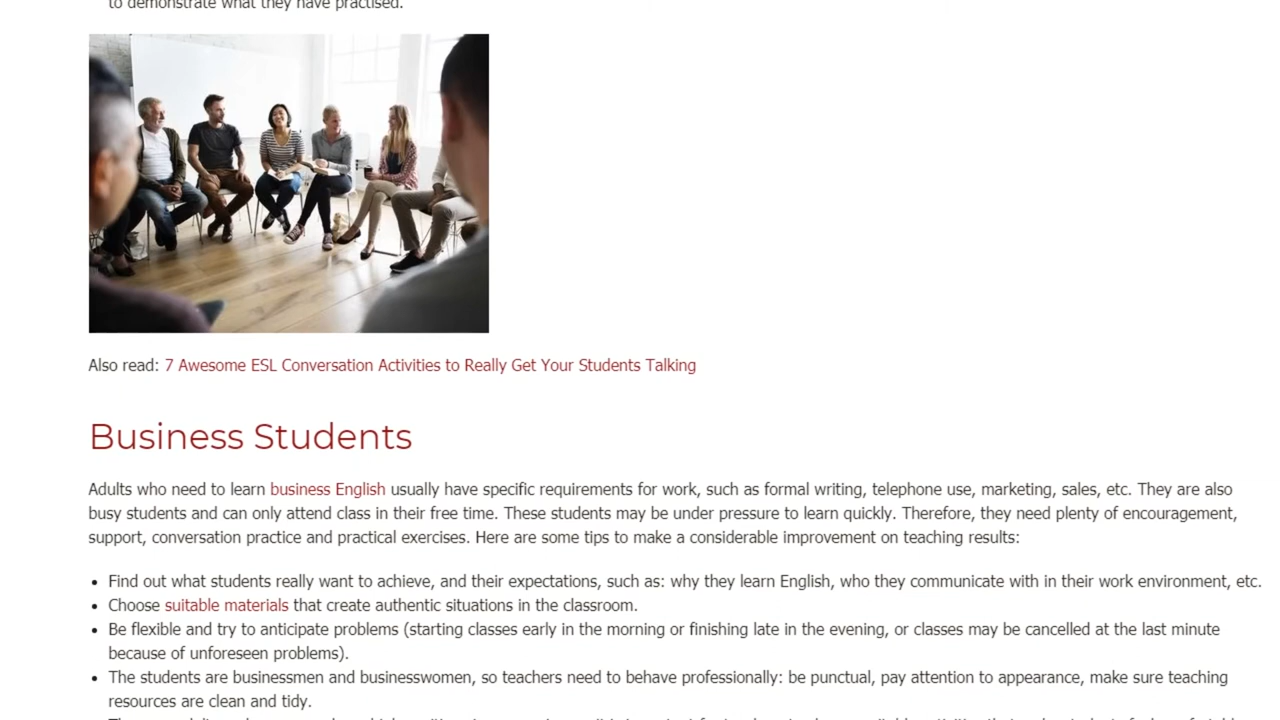 to demonstrate what they have practised.
Also read: 7 Awesome ESL Conversation Activities to Really Get Your Students Talking
Business Students
Adults who need to learn business English usually have specific requirements for work, such as formal writing, telephone use, marketing, sales, etc. They are also
busy students and can only attend class in their free time. These students may be under pressure to learn quickly. Therefore, they need plenty of encouragement,
support, conversation practice and practical exercises. Here are some tips to make a considerable improvement on teaching results:
• Find out what students really want to achieve, and their expectations, such as: why they learn English, who they communicate with in their work environment, etc.
• Choose suitable materials that create authentic situations in the classroom.
• Be flexible and try to anticipate problems (starting classes early in the morning or finishing late in the evening, or classes may be cancelled at the last minute
because of unforeseen problems).
• The students are businessmen and businesswomen, so teachers need to behave professionally: be punctual, pay attention to appearance, make sure teaching
resources are clean and tidy.